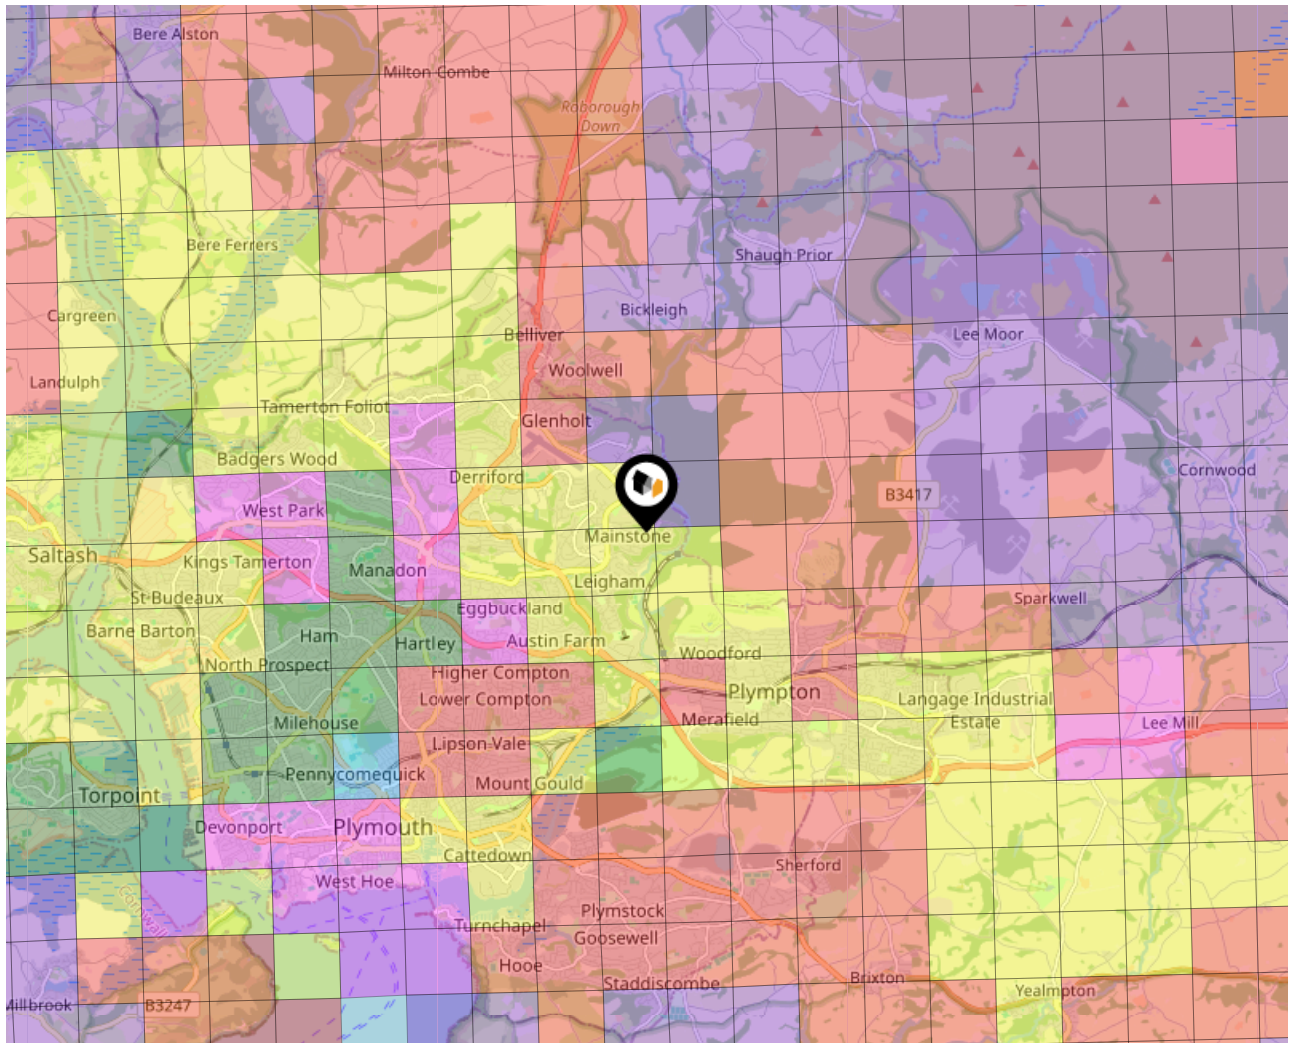 Bere Alston
Milton Combe
Roborough
Down
Bere Ferrers
Shaugh Prior
Cargreen
Bickleigh
Belliver
Lee Moor
Landulph
Woolwell
Tamerton Foliot
Glenholt
Badgers Wood
Derriford
Cornwood
West Park
B3417
Mainstone
Saltash
Kings Tamerton
Manadon
Leigham
St Budeaux
Eggbuckland
Sparkwell
Barne Barton
Ham
Hartley
Austin Farm
North Prospect
Woodford
Higher Compton
Lower Compton
Plympton
Langage Industrial
Estate
Milehouse
Merafield
Lee Mill
Lipson Vale
Pennycomequick
Mount Gould
Torpoint
Devonport
Plymouth
Cattedown
Sherford
West Hoe
Cornwall
Turnchapel
Plymstock
Goosewell
Hooe
Staddiscombe
Brixton
Yealmpton
Millbrook
B3247